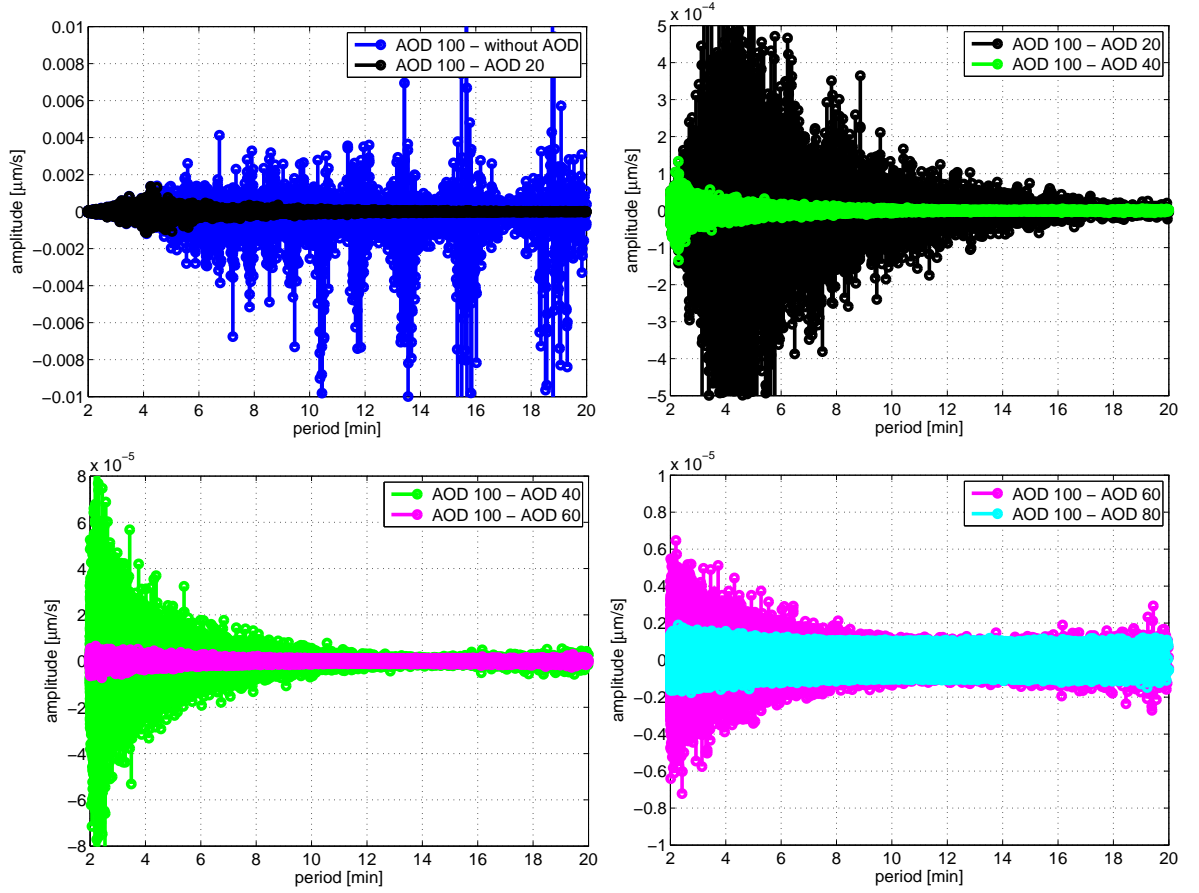 0.01
0.008
0.006
0.004
0.002
0
−0.002
−0.004
−0.006
−0.008
−0.01
amplitude [µm/s]
AOD 100 − without AOD
AOD 100 − AOD 20
2 4 6 8 10 12 14 16 18 20
period [min]
x 10⁻⁴
5
4
3
2
1
0
−1
−2
−3
−4
−5
amplitude [µm/s]
AOD 100 − AOD 20
AOD 100 − AOD 40
2 4 6 8 10 12 14 16 18 20
period [min]
x 10⁻⁵
8
6
4
2
0
−2
−4
−6
−8
amplitude [µm/s]
AOD 100 − AOD 40
AOD 100 − AOD 60
2 4 6 8 10 12 14 16 18 20
period [min]
x 10⁻⁵
1
0.8
0.6
0.4
0.2
0
−0.2
−0.4
−0.6
−0.8
−1
amplitude [µm/s]
AOD 100 − AOD 60
AOD 100 − AOD 80
2 4 6 8 10 12 14 16 18 20
period [min]